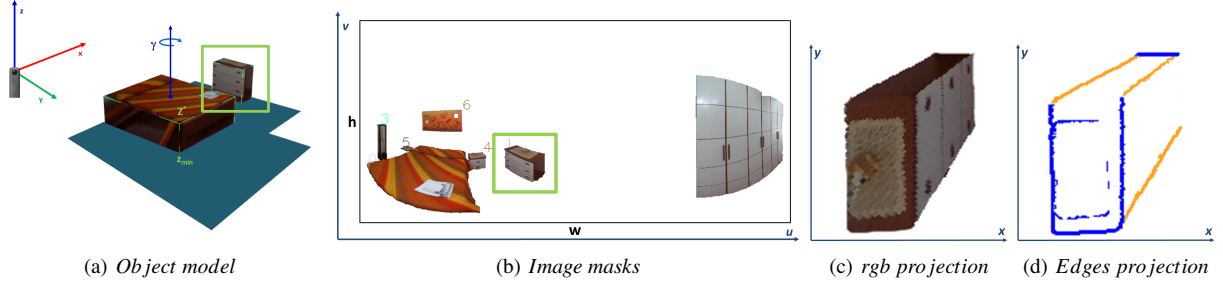 z
x
y
γ
Z*
z_min
v
h
w
u
6
3
5
4
1
y
x
y
x
(a) Object model
(b) Image masks
(c) rgb projection
(d) Edges projection